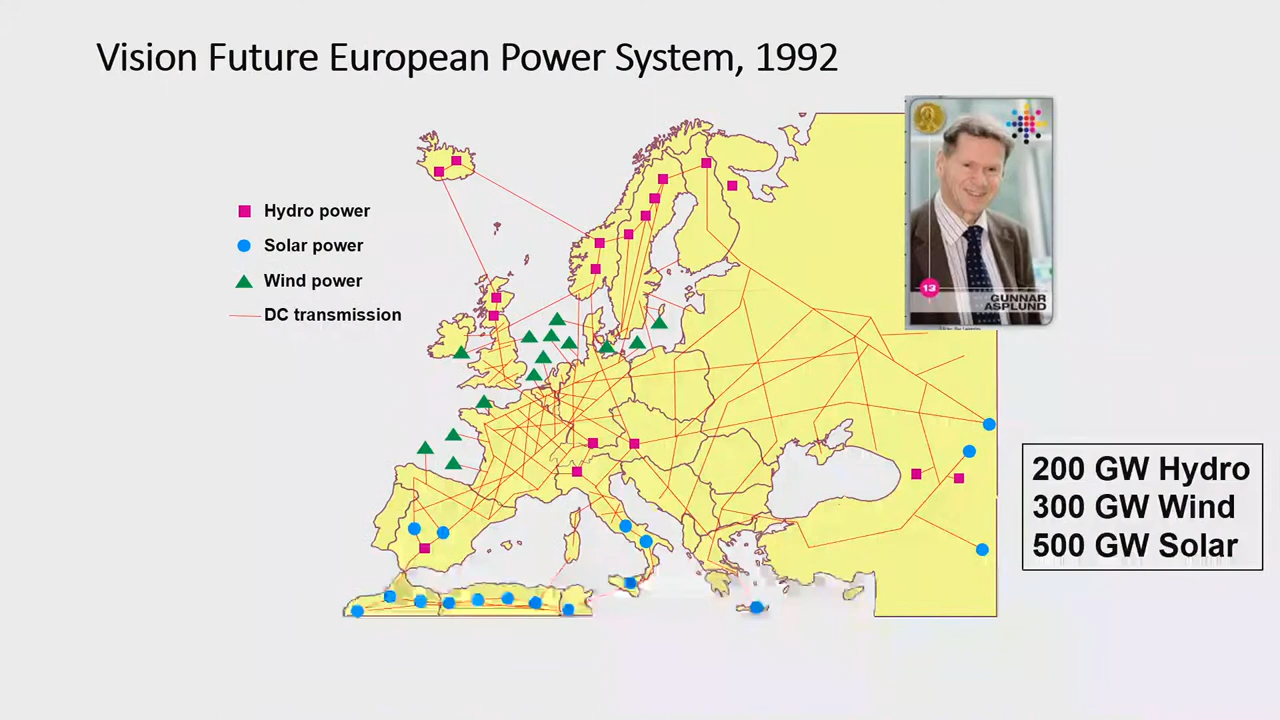 Vision Future European Power System, 1992
Hydro power
Solar power
Wind power
DC transmission
13
GUNNAR
ASPLUND
200 GW Hydro
300 GW Wind
500 GW Solar